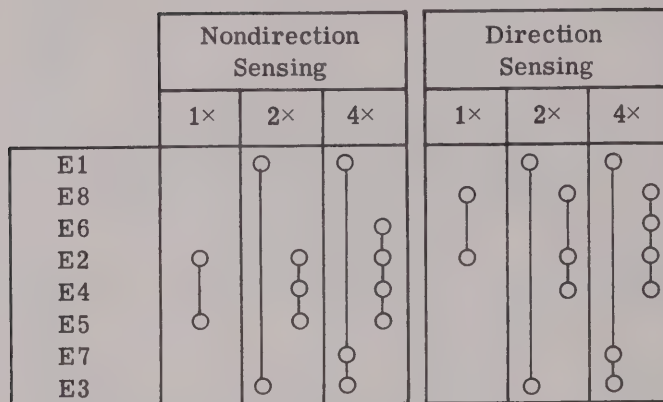 Nondirection Direction
Sensing Sensing
1× 2× 4× 1× 2× 4×
E1
E8
E6
E2
E4
E5
E7
E3